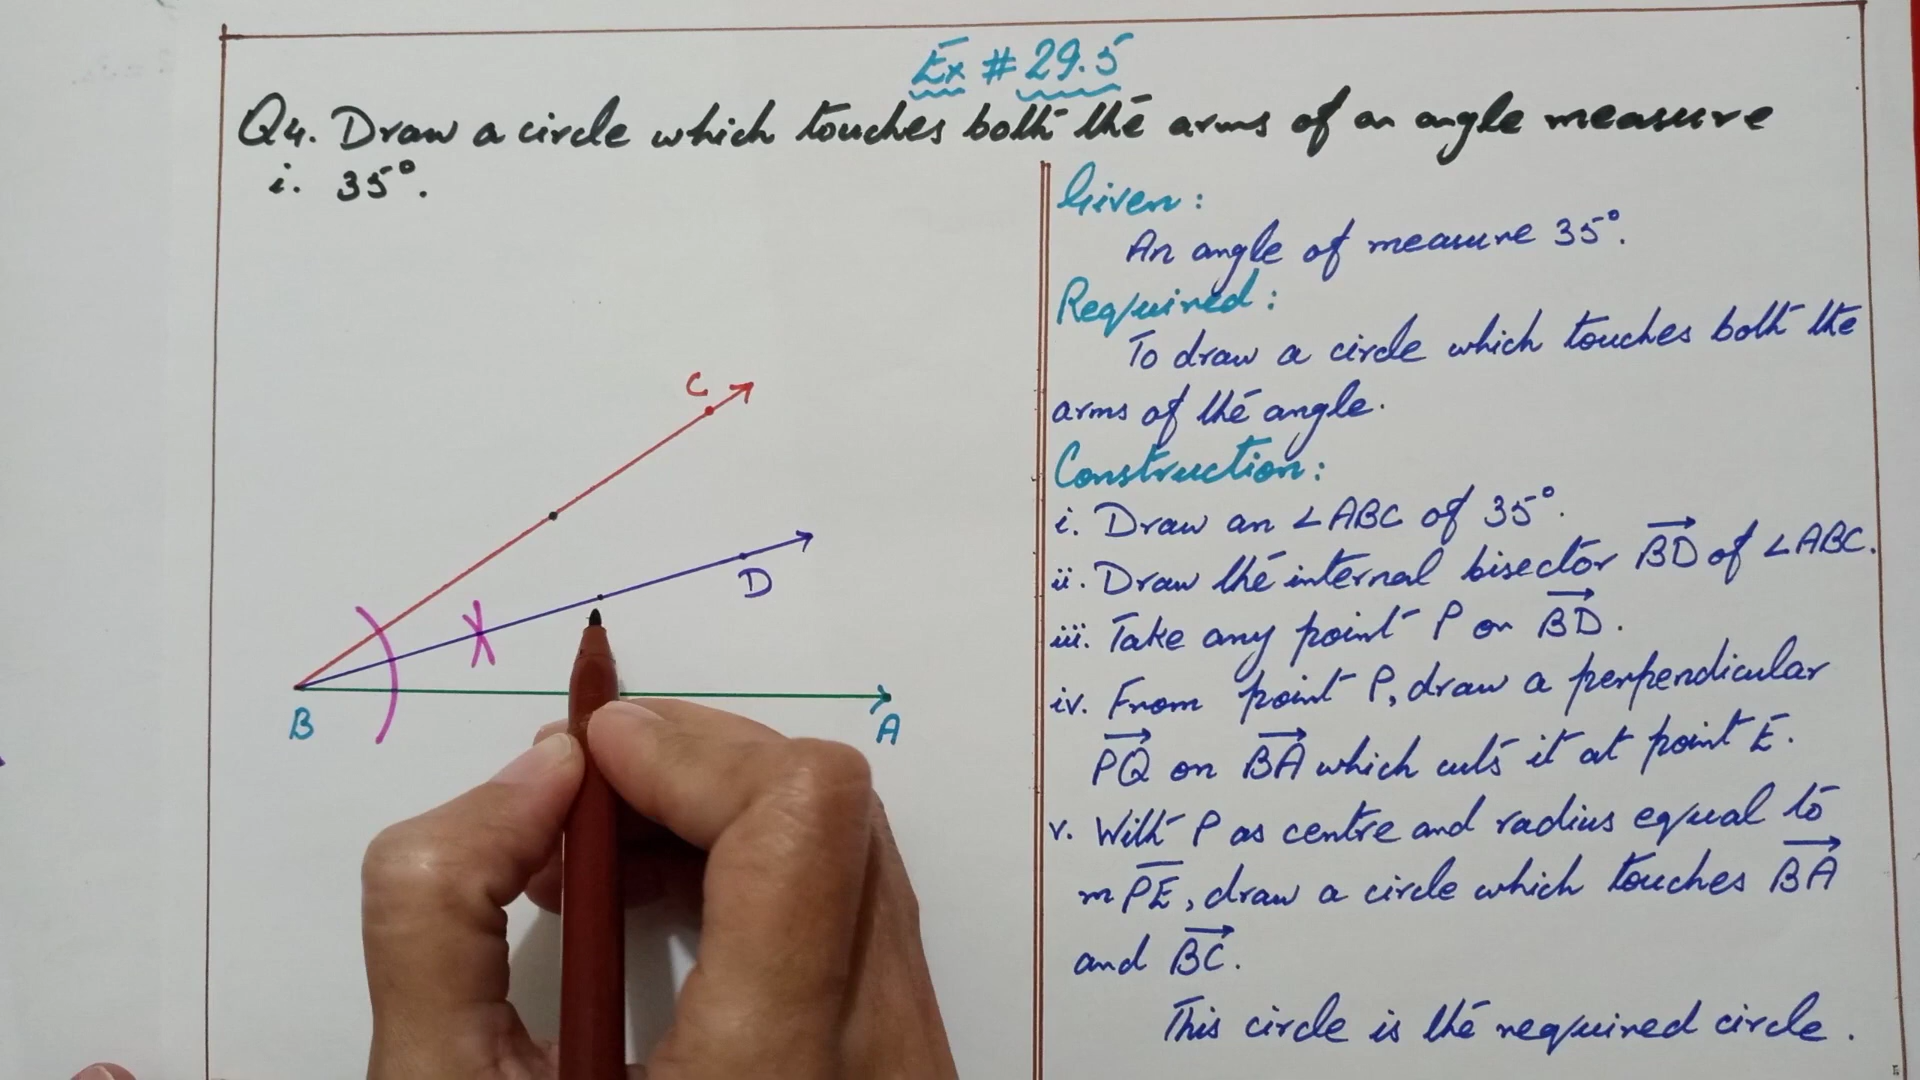 Ex # 29.5
Q4. Draw a circle which touches both the arms of an angle measure
i. 35°.
Given:
An angle of measure 35°.
Required:
To draw a circle which touches both the
arms of the angle.
Construction:
i. Draw an ∠ABC of 35°.
ii. Draw the internal bisector BD of ∠ABC.
iii. Take any point P on BD.
iv. From point P, draw a perpendicular
PQ on BA which cuts it at point E.
v. With P as centre and radius equal to
mPE, draw a circle which touches BA
and BC.
This circle is the required circle.
C
D
B
A